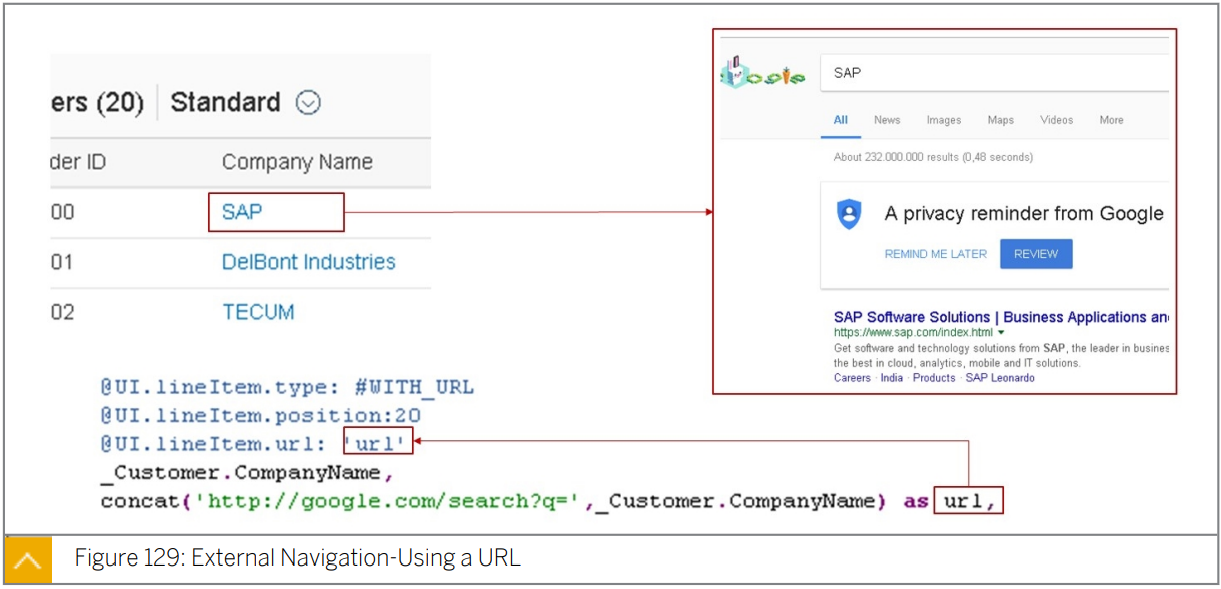 ers (20) Standard
der ID Company Name
00 SAP
01 DelBont Industries
02 TECUM
SAP
All News Images Maps Videos More
About 232.000.000 results (0,48 seconds)
A privacy reminder from Google
REMIND ME LATER REVIEW
SAP Software Solutions | Business Applications an
https://www.sap.com/index.html
Get software and technology solutions from SAP, the leader in busines
the best in cloud, analytics, mobile and IT solutions.
Careers · India · Products · SAP Leonardo
@UI.lineItem.type: #WITH_URL
@UI.lineItem.position:20
@UI.lineItem.url: 'url'
_Customer.CompanyName,
concat('http://google.com/search?q=',_Customer.CompanyName) as url,
Figure 129: External Navigation-Using a URL